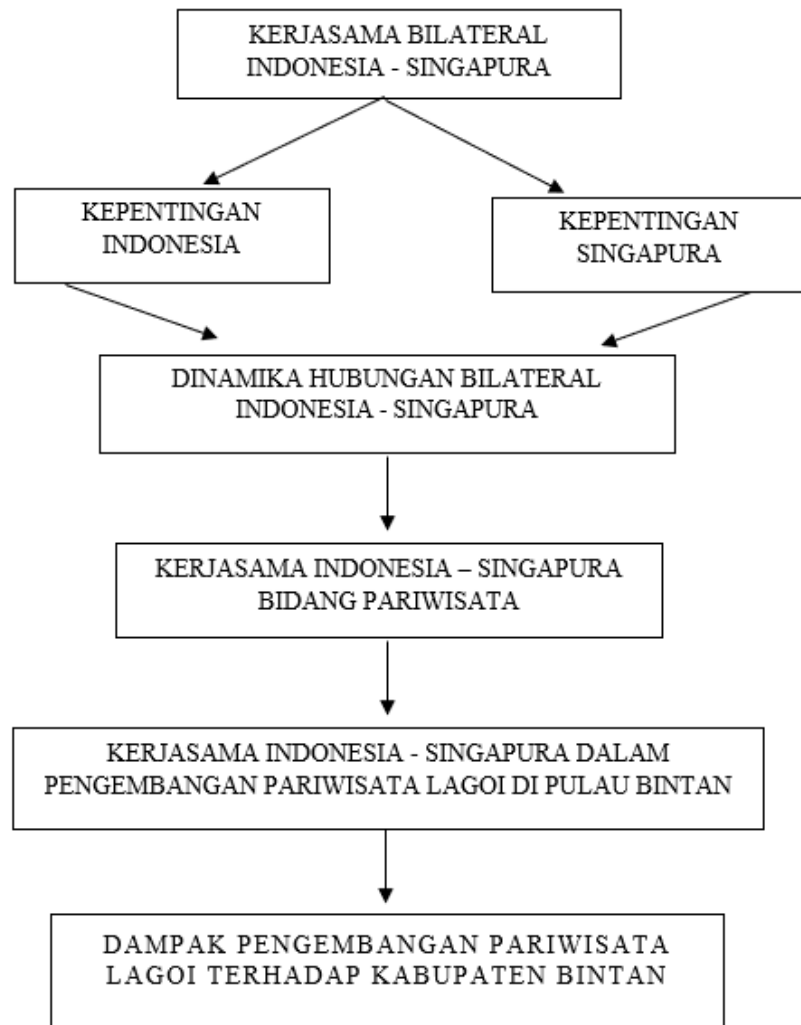 KERJASAMA BILATERAL
INDONESIA - SINGAPURA
KEPENTINGAN
INDONESIA
KEPENTINGAN
SINGAPURA
DINAMIKA HUBUNGAN BILATERAL
INDONESIA - SINGAPURA
KERJASAMA INDONESIA – SINGAPURA
BIDANG PARIWISATA
KERJASAMA INDONESIA - SINGAPURA DALAM
PENGEMBANGAN PARIWISATA LAGOI DI PULAU BINTAN
DAMPAK PENGEMBANGAN PARIWISATA
LAGOI TERHADAP KABUPATEN BINTAN